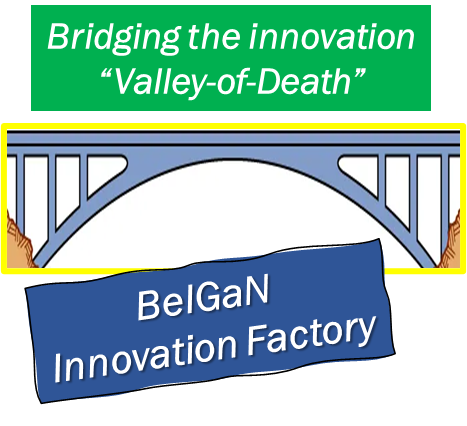 Bridging the innovation
“Valley-of-Death”
BelGaN
Innovation Factory